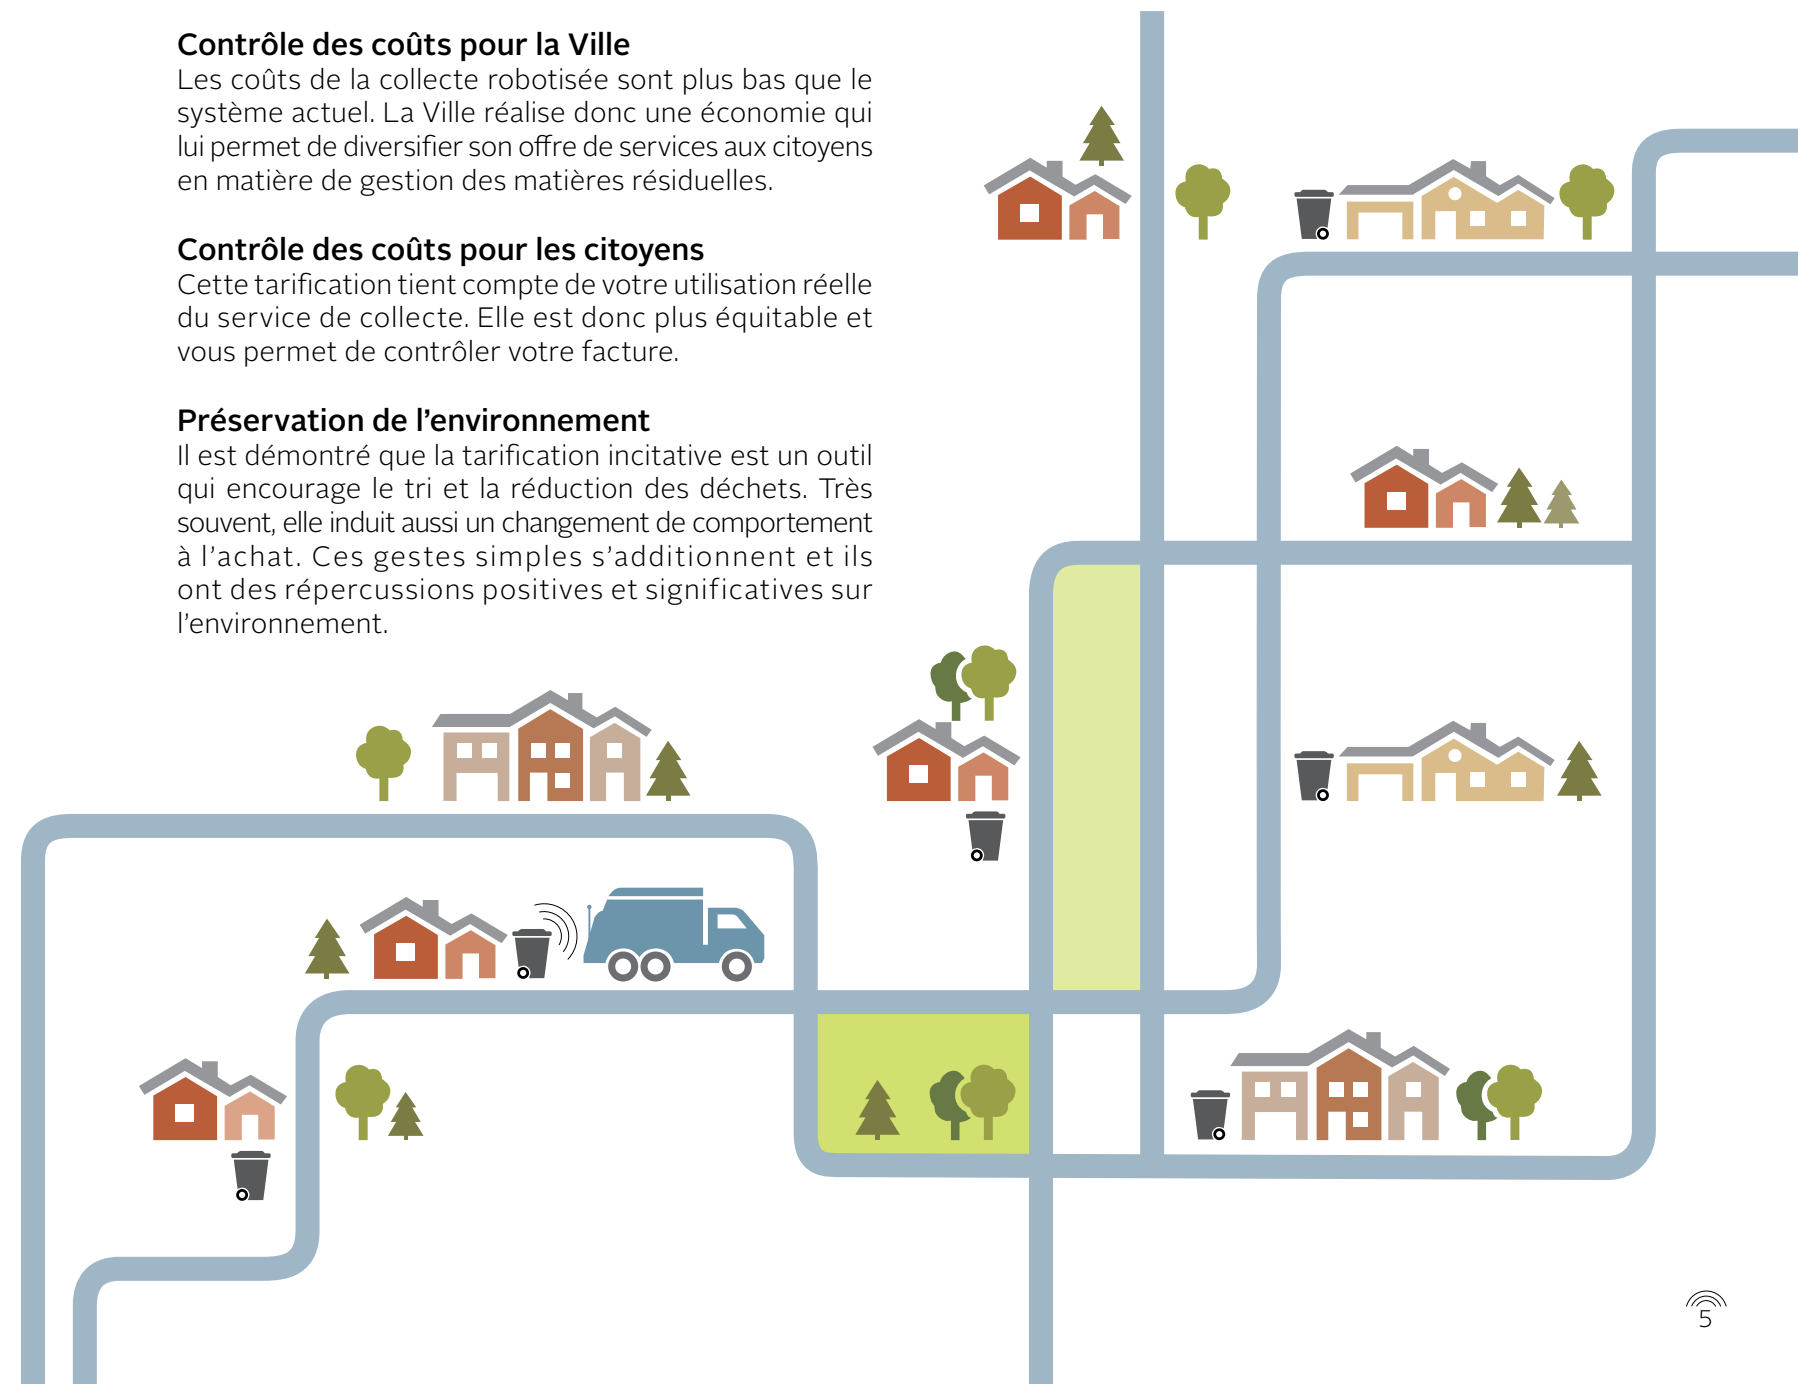 Contrôle des coûts pour la Ville
Les coûts de la collecte robotisée sont plus bas que le
système actuel. La Ville réalise donc une économie qui
lui permet de diversifier son offre de services aux citoyens
en matière de gestion des matières résiduelles.
Contrôle des coûts pour les citoyens
Cette tarification tient compte de votre utilisation réelle
du service de collecte. Elle est donc plus équitable et
vous permet de contrôler votre facture.
Préservation de l’environnement
Il est démontré que la tarification incitative est un outil
qui encourage le tri et la réduction des déchets. Très
souvent, elle induit aussi un changement de comportement
à l’achat. Ces gestes simples s’additionnent et ils
ont des répercussions positives et significatives sur
l’environnement.
5